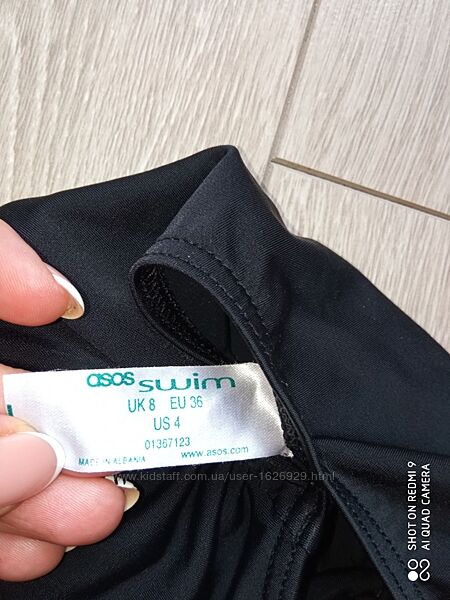 asos swim
UK 8 EU 36
US 4
01367123
MADE IN ALBANIA www.asos.com
www.kidstaff.com.ua/user-1626929.html
SHOT ON REDMI 9
AI QUAD CAMERA